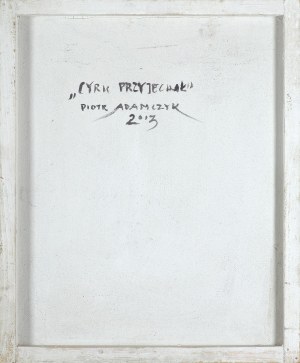 „CYRK PRZYJECHAŁ"
PIOTR ADAMCZYK
2013